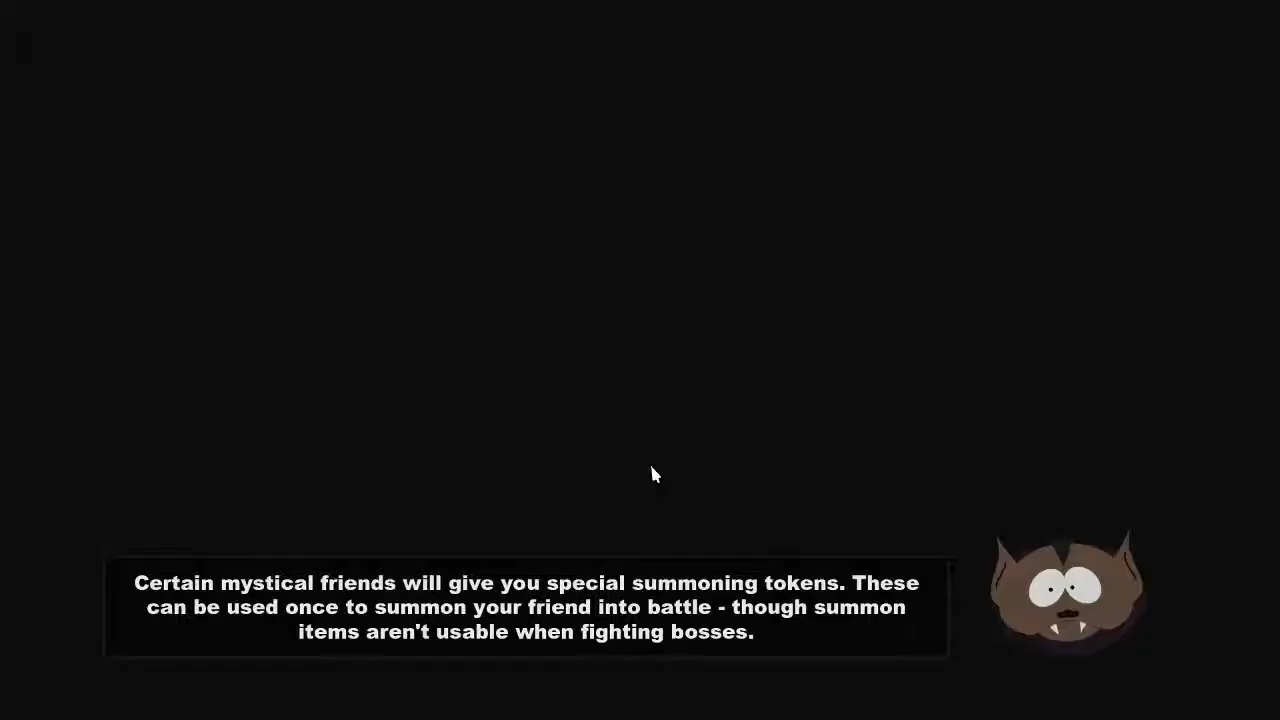 Certain mystical friends will give you special summoning tokens. These
can be used once to summon your friend into battle - though summon
items aren't usable when fighting bosses.